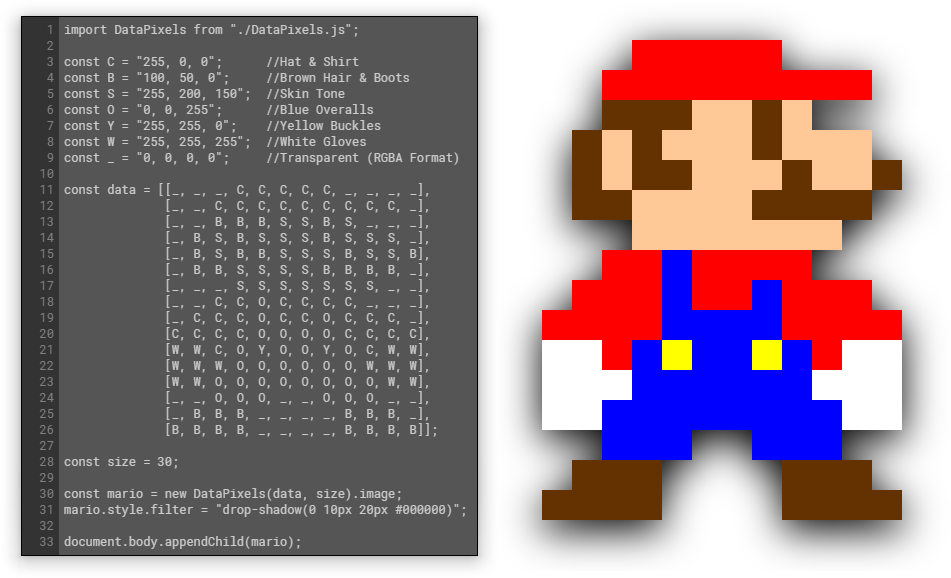 1 import DataPixels from "./DataPixels.js";
2
3 const C = "255, 0, 0"; //Hat & Shirt
4 const B = "100, 50, 0"; //Brown Hair & Boots
5 const S = "255, 200, 150"; //Skin Tone
6 const O = "0, 0, 255"; //Blue Overalls
7 const Y = "255, 255, 0"; //Yellow Buckles
8 const W = "255, 255, 255"; //White Gloves
9 const _ = "0, 0, 0, 0"; //Transparent (RGBA Format)
10
11 const data = [[_, _, _, C, C, C, C, C, _, _, _, _],
12 [_, _, C, C, C, C, C, C, C, C, C, _],
13 [_, _, B, B, B, S, S, B, S, _, _, _],
14 [_, B, S, B, S, S, S, B, S, S, S, _],
15 [_, B, S, B, B, S, S, S, B, S, S, B],
16 [_, B, B, S, S, S, S, B, B, B, B, _],
17 [_, _, _, S, S, S, S, S, S, S, _, _],
18 [_, _, C, C, O, C, C, C, C, _, _, _],
19 [_, C, C, C, O, C, C, O, C, C, C, _],
20 [C, C, C, C, O, O, O, O, C, C, C, C],
21 [W, W, C, O, Y, O, O, Y, O, C, W, W],
22 [W, W, W, O, O, O, O, O, O, W, W, W],
23 [W, W, O, O, O, O, O, O, O, O, W, W],
24 [_, _, O, O, O, _, _, O, O, O, _, _],
25 [_, B, B, B, _, _, _, _, B, B, B, _],
26 [B, B, B, B, _, _, _, _, B, B, B, B]];
27
28 const size = 30;
29
30 const mario = new DataPixels(data, size).image;
31 mario.style.filter = "drop-shadow(0 10px 20px #000000)";
32
33 document.body.appendChild(mario);